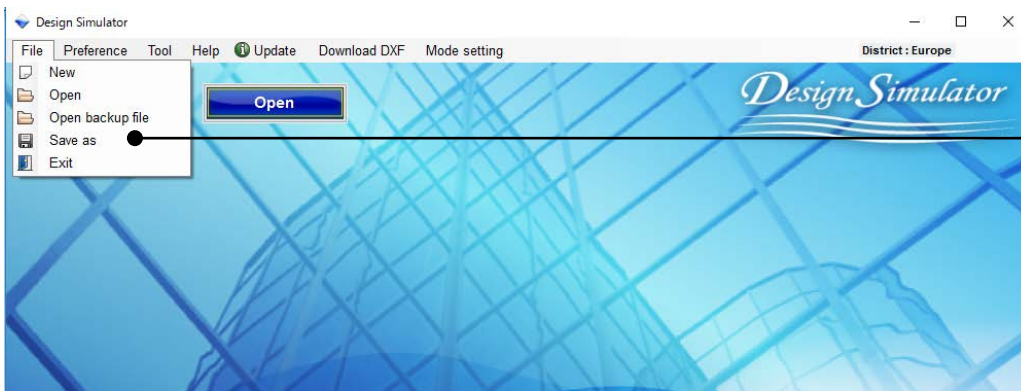 Design Simulator
File Preference Tool Help Update Download DXF Mode setting District : Europe
New
Open
Open backup file
Save as
Exit
Open
Design Simulator